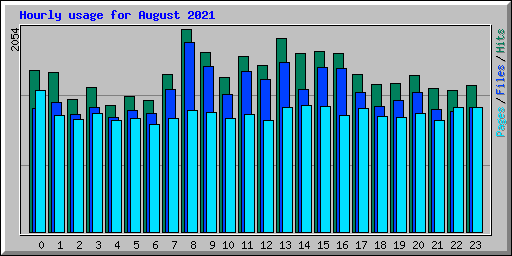 Hourly usage for August 2021
2054
Pages / Files / Hits
0 1 2 3 4 5 6 7 8 9 10 11 12 13 14 15 16 17 18 19 20 21 22 23